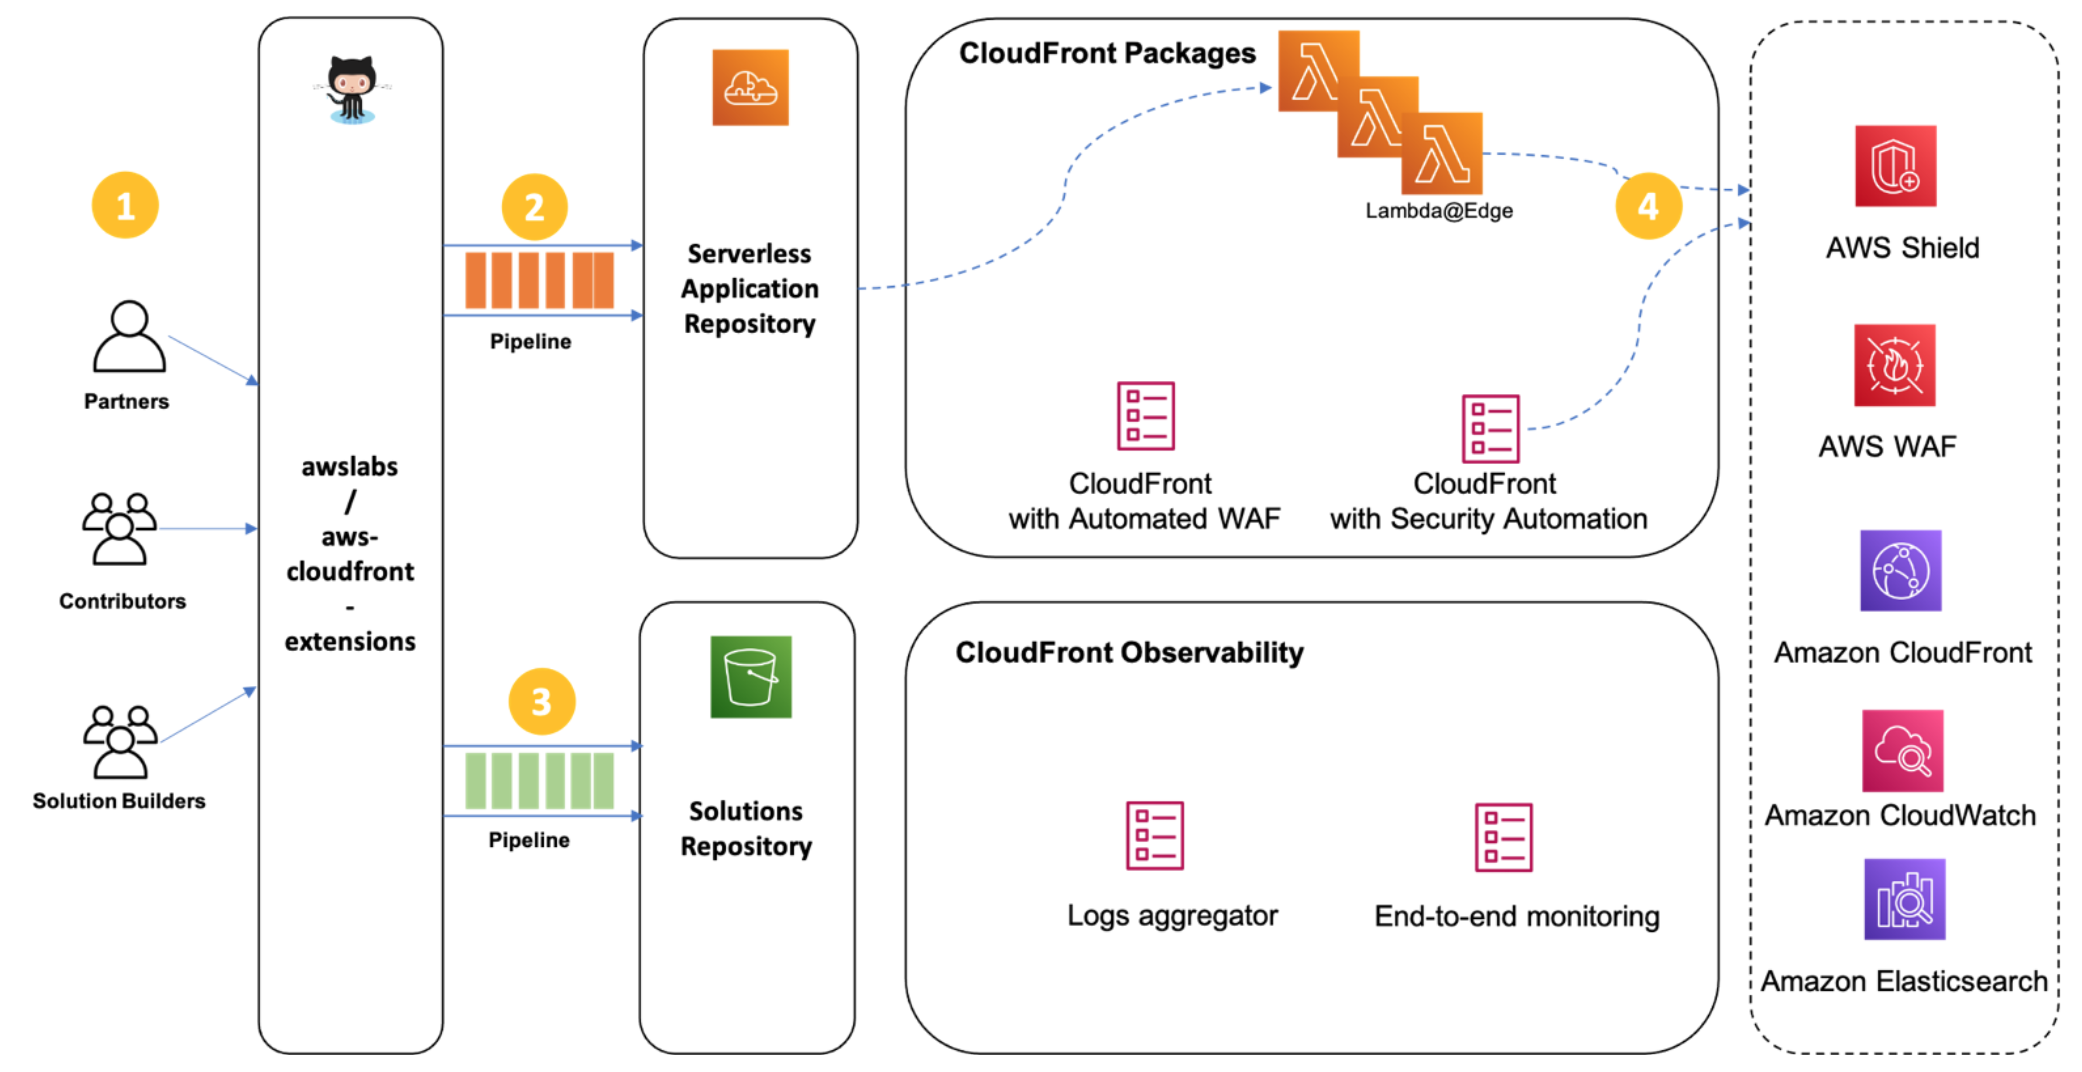 1
Partners
Contributors
Solution Builders
awslabs
/
aws-
cloudfront
-
extensions
2
Pipeline
3
Pipeline
Serverless
Application
Repository
Solutions
Repository
CloudFront Packages
Lambda@Edge
4
CloudFront
with Automated WAF
CloudFront
with Security Automation
CloudFront Observability
Logs aggregator
End-to-end monitoring
AWS Shield
AWS WAF
Amazon CloudFront
Amazon CloudWatch
Amazon Elasticsearch